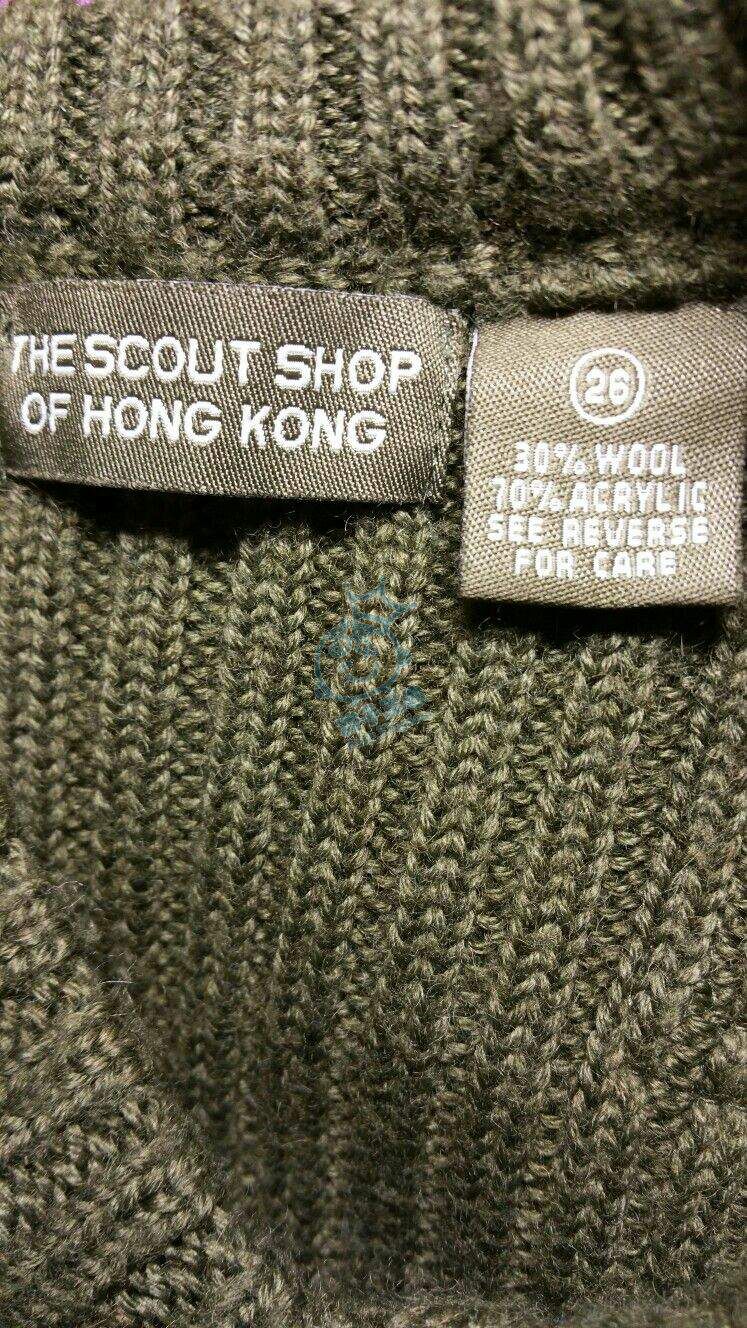 THE SCOUT SHOP
OF HONG KONG
26
30% WOOL
70% ACRYLIC
SEE REVERSE
FOR CARE